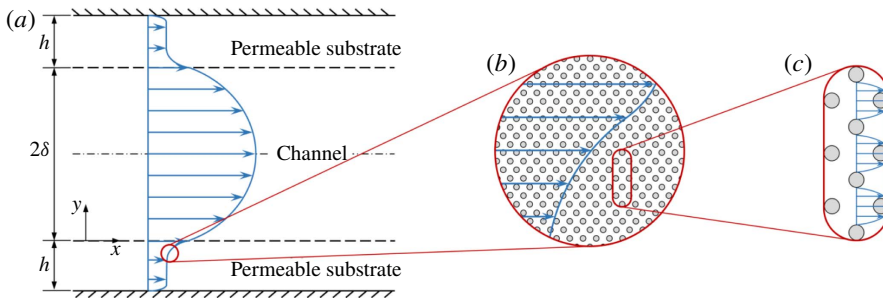 (a)
h
Permeable substrate
(b)
(c)
2δ
Channel
y
x
h
Permeable substrate